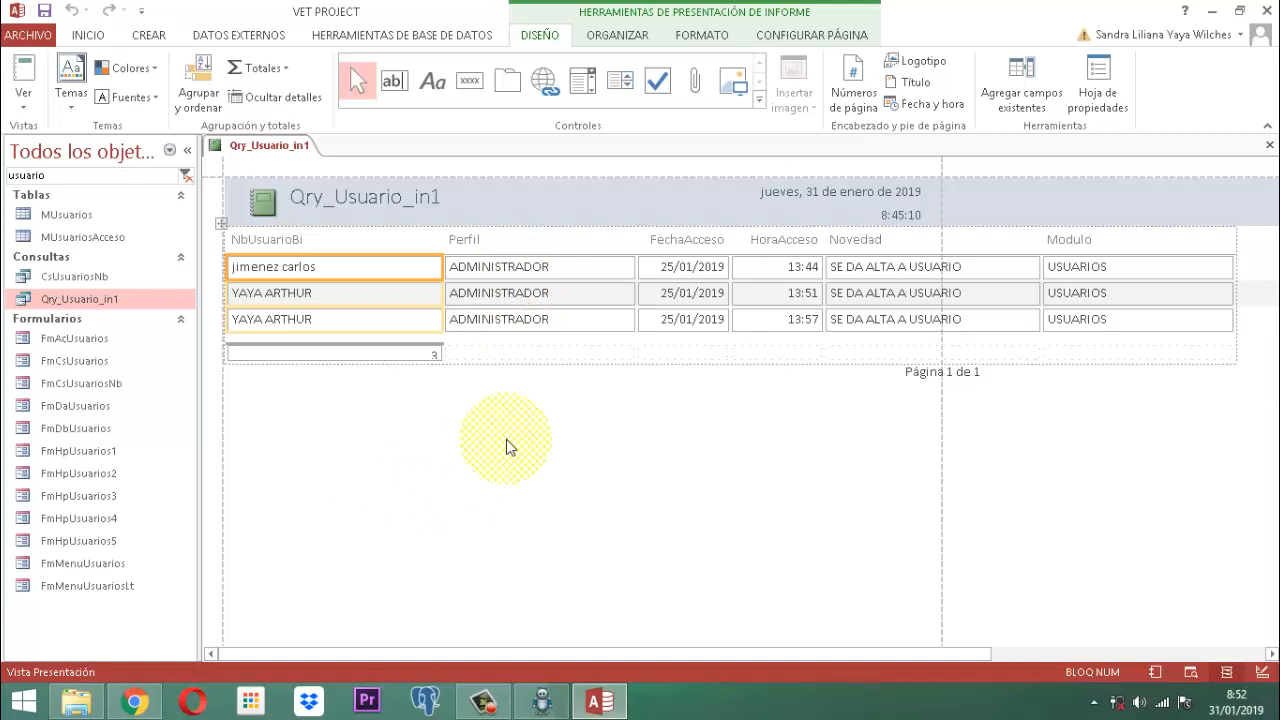 VET PROJECT
HERRAMIENTAS DE PRESENTACIÓN DE INFORME
ARCHIVO INICIO CREAR DATOS EXTERNOS HERRAMIENTAS DE BASE DE DATOS DISEÑO ORGANIZAR FORMATO CONFIGURAR PÁGINA Sandra Liliana Yaya Wilches
Ver
Vistas
Temas
Colores
Fuentes
Temas
Agrupar y ordenar
Totales
Ocultar detalles
Agrupación y totales
Aa
ab
xxxx
Controles
Insertar imagen
Números de página
Logotipo
Título
Fecha y hora
Encabezado y pie de página
Agregar campos existentes
Hoja de propiedades
Herramientas
Todos los objet...
usuario
Tablas
MUsuarios
MUsuariosAcceso
Consultas
CsUsuariosNb
Qry_Usuario_in1
Formularios
FmAcUsuarios
FmCsUsuarios
FmCsUsuariosNb
FmDaUsuarios
FmDbUsuarios
FmHpUsuarios1
FmHpUsuarios2
FmHpUsuarios3
FmHpUsuarios4
FmHpUsuarios5
FmMenuUsuarios
FmMenuUsuariosLt
Qry_Usuario_in1
Qry_Usuario_in1
jueves, 31 de enero de 2019
8:45:10
NbUsuarioBi Perfil FechaAcceso HoraAcceso Novedad Modulo
jimenez carlos ADMINISTRADOR 25/01/2019 13:44 SE DA ALTA A USUARIO USUARIOS
YAYA ARTHUR ADMINISTRADOR 25/01/2019 13:51 SE DA ALTA A USUARIO USUARIOS
YAYA ARTHUR ADMINISTRADOR 25/01/2019 13:57 SE DA ALTA A USUARIO USUARIOS
3
Página 1 de 1
Vista Presentación
BLOQ NUM
Pr
8:52
31/01/2019